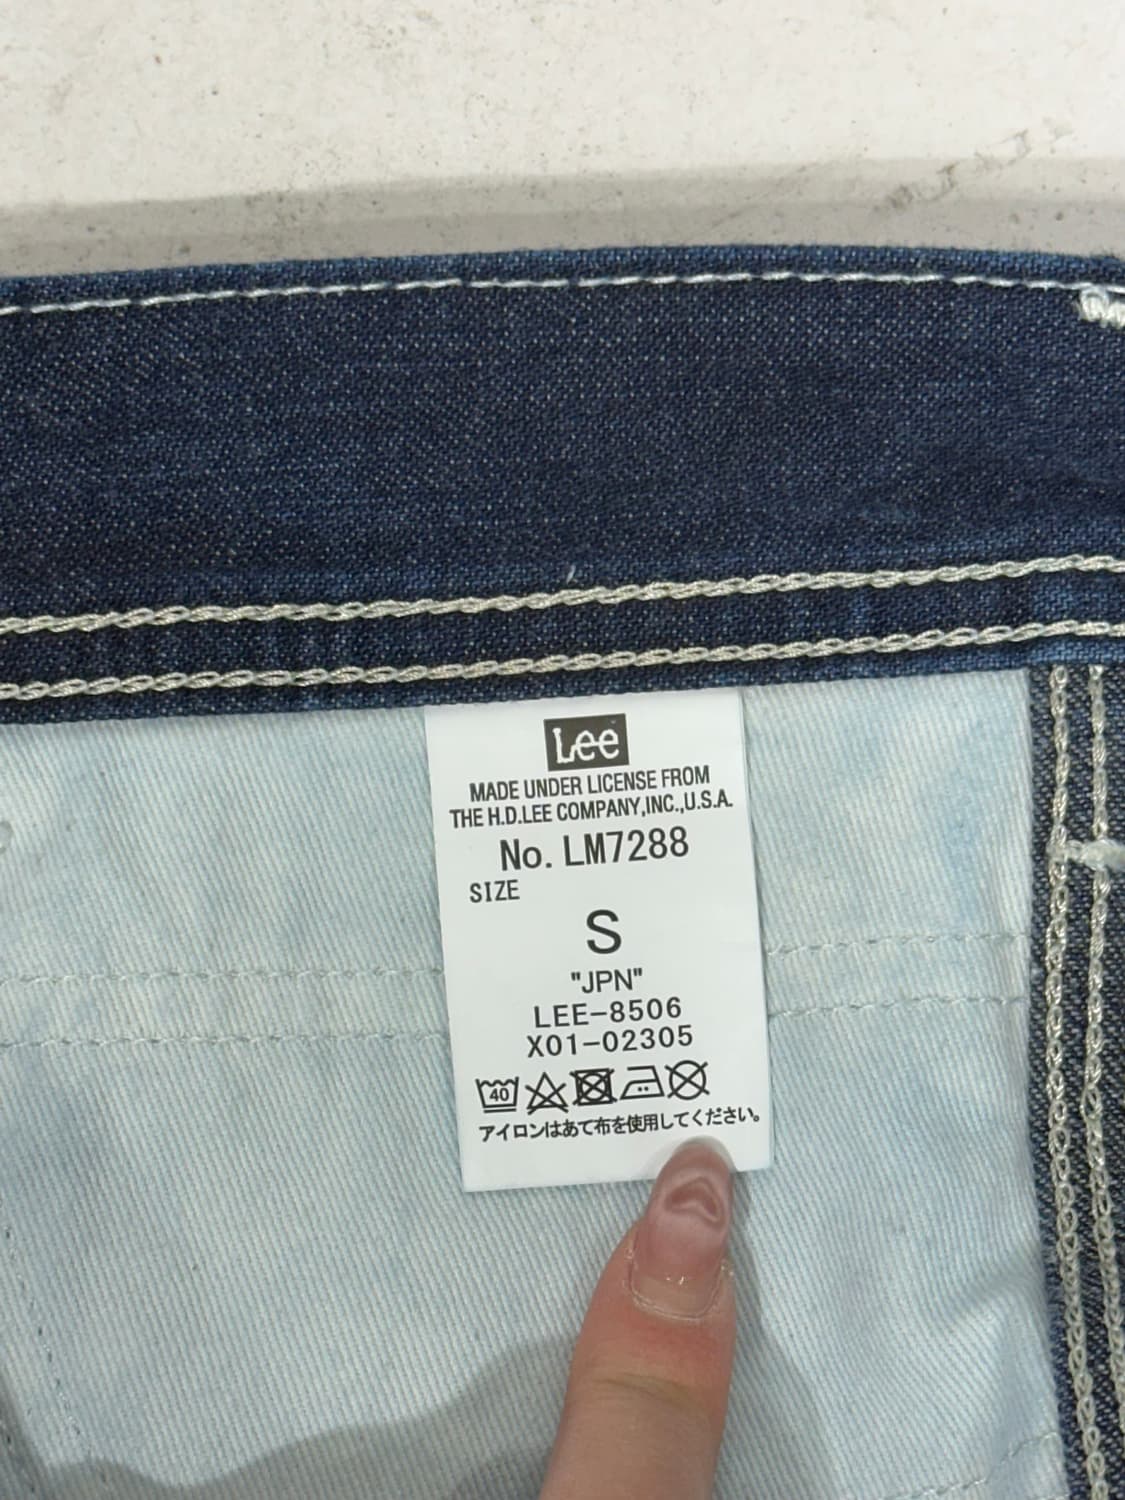 Lee
MADE UNDER LICENSE FROM
THE H.D.LEE COMPANY,INC.,U.S.A.
No. LM7288
SIZE
S
"JPN"
LEE-8506
X01-02305
40
アイロンはあて布を使用してください。